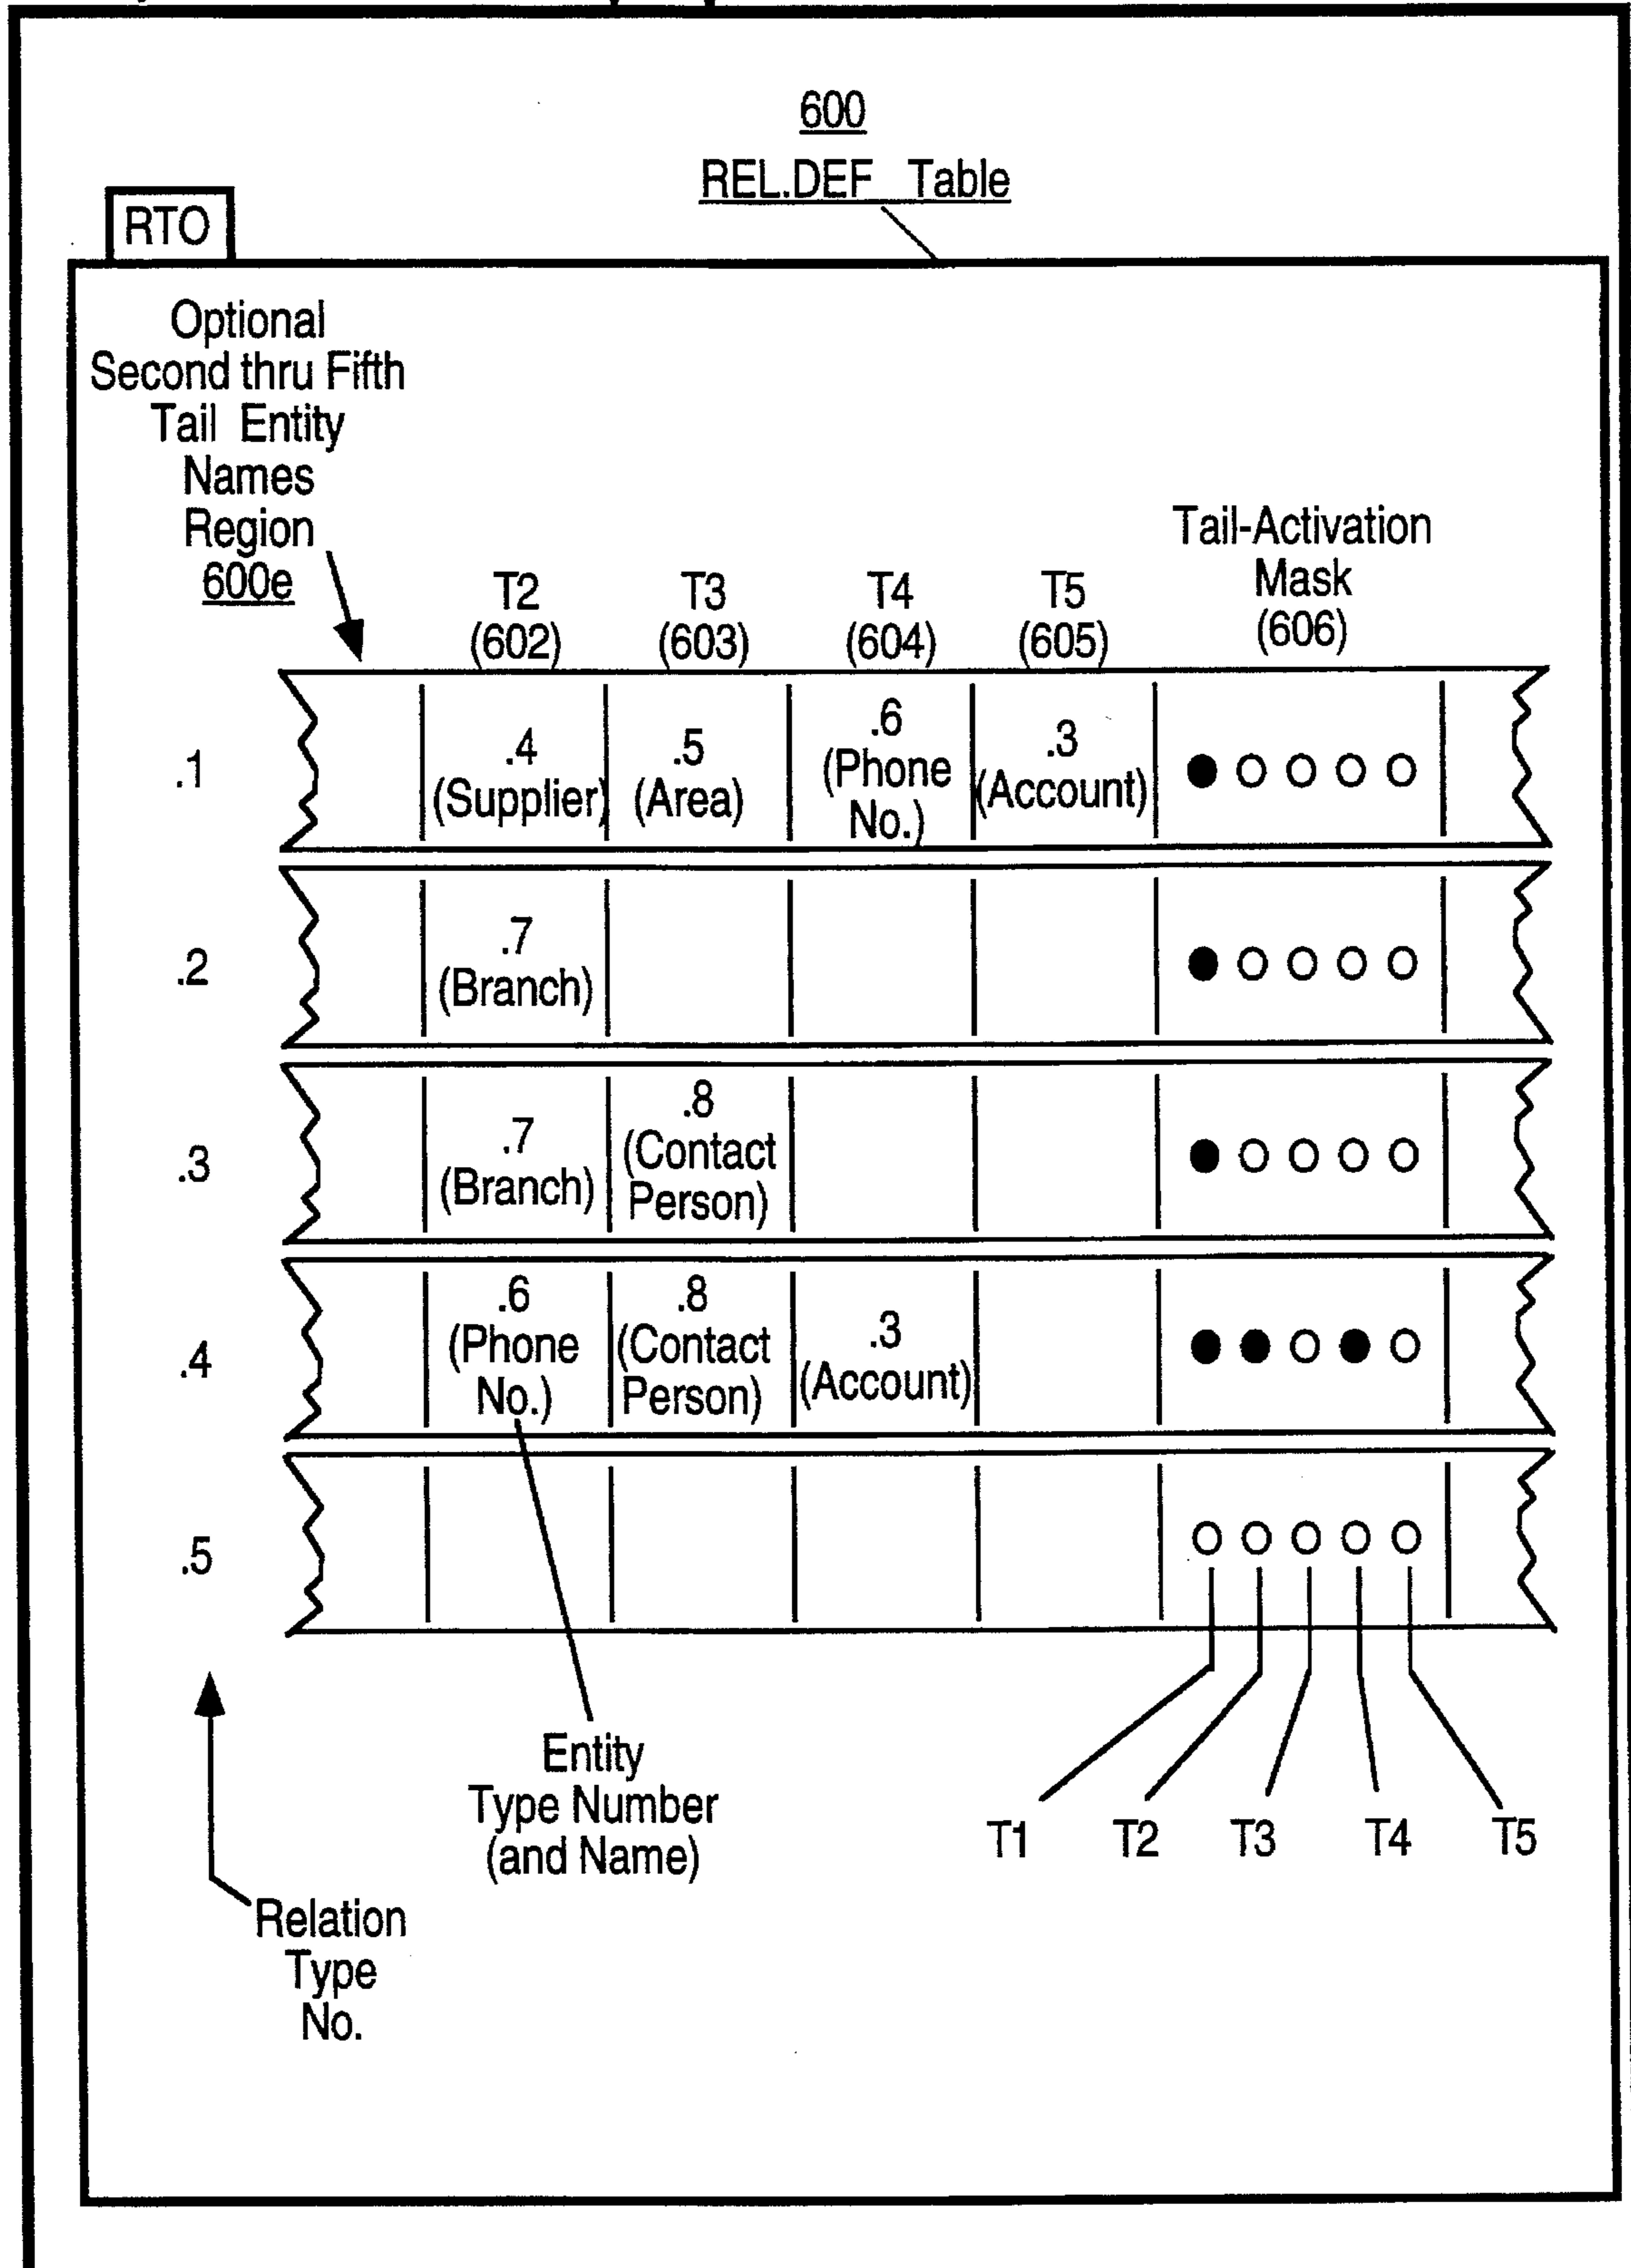 600
REL.DEF Table
RTO
Optional
Second thru Fifth
Tail Entity
Names
Region
600e
T2
(602)
T3
(603)
T4
(604)
T5
(605)
Tail-Activation
Mask
(606)
.1
.4
(Supplier)
.5
(Area)
.6
(Phone
No.)
.3
(Account)
.2
.7
(Branch)
.3
.7
(Branch)
.8
(Contact
Person)
.4
.6
(Phone
No.)
.8
(Contact
Person)
.3
(Account)
.5
Entity
Type Number
(and Name)
T1
T2
T3
T4
T5
Relation
Type
No.